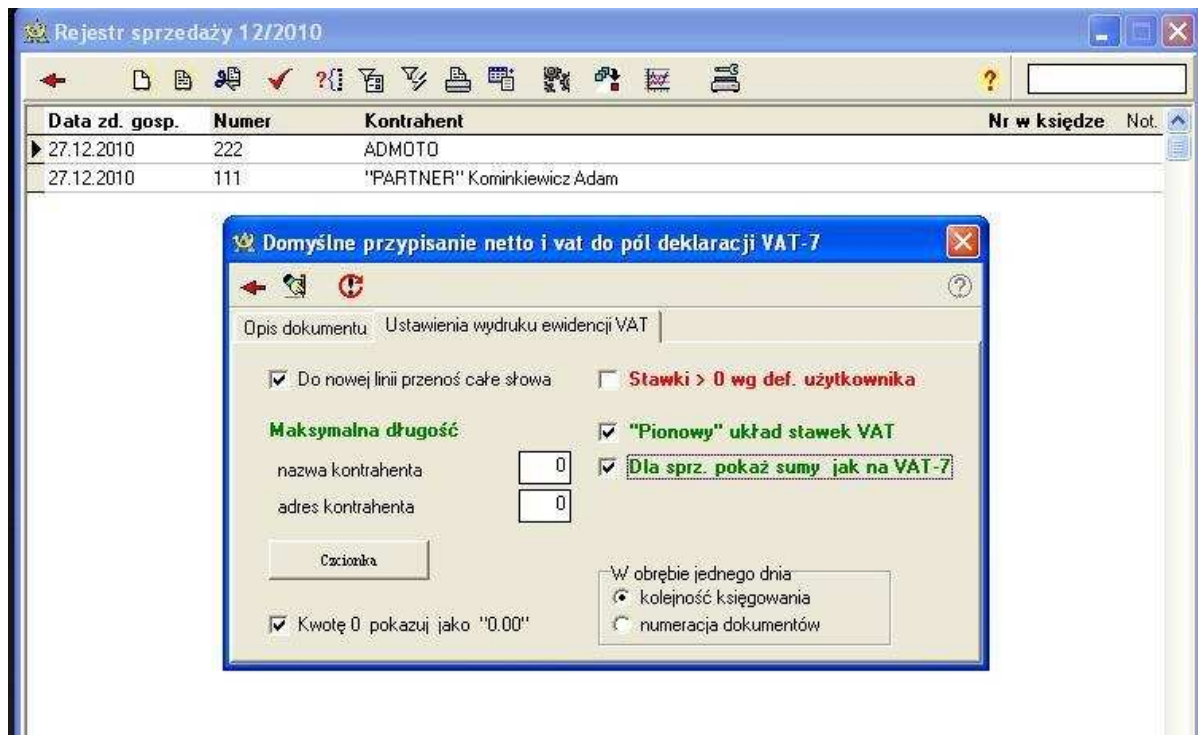 Rejestr sprzedaży 12/2010
Data zd. gosp. Numer Kontrahent Nr w księdze Not.
27.12.2010 222 ADMOTO
27.12.2010 111 "PARTNER" Kominkiewicz Adam
Domyślne przypisanie netto i vat do pól deklaracji VAT-7
Opis dokumentu Ustawienia wydruku ewidencji VAT
Do nowej linii przenoś całe słowa
Stawki > 0 wg def. użytkownika
Maksymalna długość
"Pionowy" układ stawek VAT
nazwa kontrahenta 0
Dla sprz. pokaż sumy jak na VAT-7
adres kontrahenta 0
Czcionka
W obrębie jednego dnia
kolejność księgowania
Kwotę 0 pokazuj jako "0.00"
numeracja dokumentów